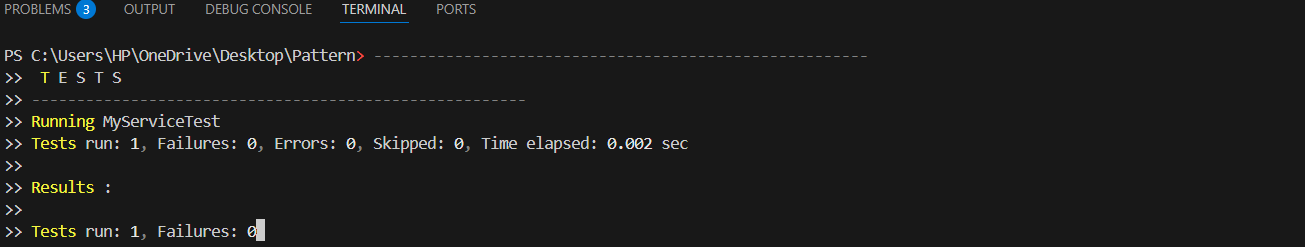 PROBLEMS 3 OUTPUT DEBUG CONSOLE TERMINAL PORTS
PS C:\Users\HP\OneDrive\Desktop\Pattern> -------------------------------------------------------
>>  T E S T S
>> -------------------------------------------------------
>> Running MyServiceTest
>> Tests run: 1, Failures: 0, Errors: 0, Skipped: 0, Time elapsed: 0.002 sec
>>
>> Results :
>>
>> Tests run: 1, Failures: 0